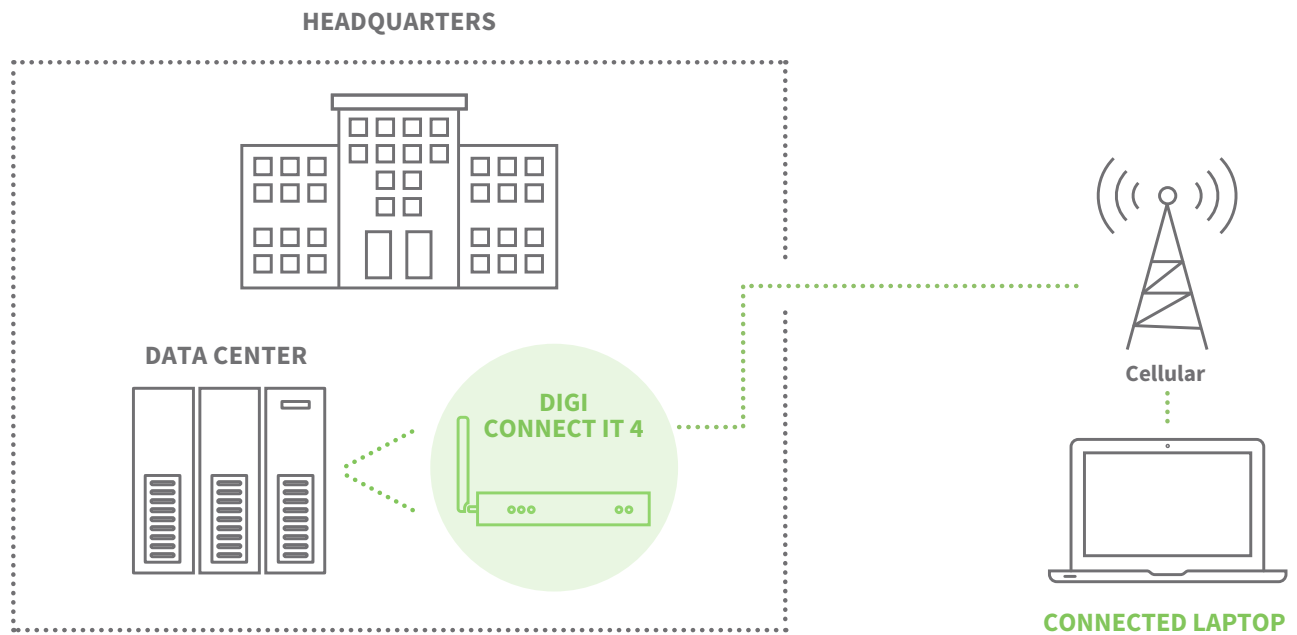 HEADQUARTERS
DATA CENTER
DIGI
CONNECT IT 4
Cellular
CONNECTED LAPTOP